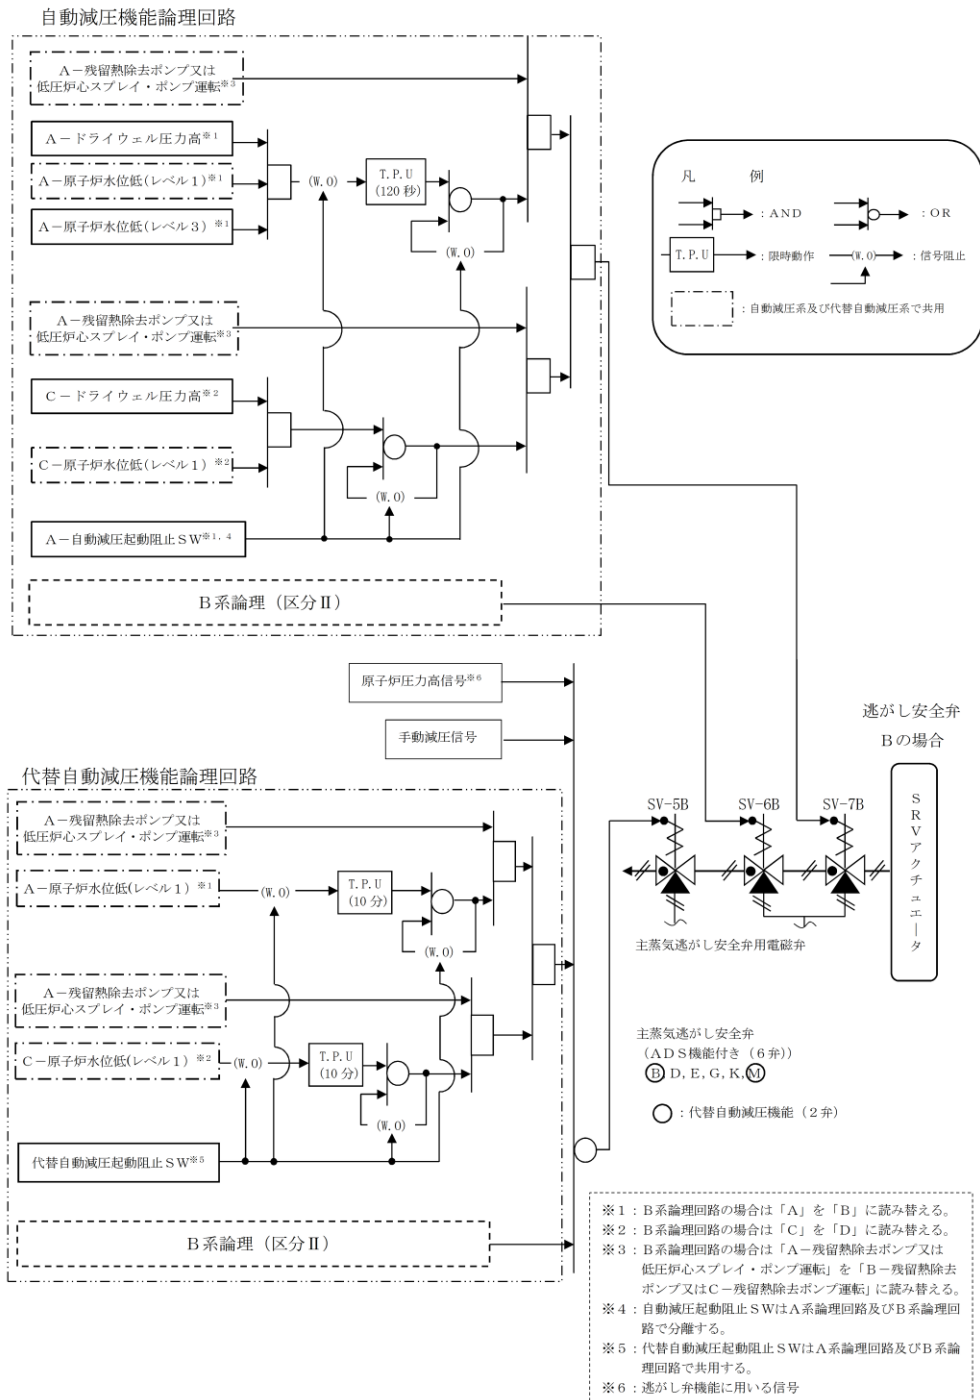 自動減圧機能論理回路
A－残留熱除去ポンプ又は
低圧炉心スプレイ・ポンプ運転※3
A－ドライウェル圧力高※1
A－原子炉水位低(レベル1)※1
A－原子炉水位低(レベル3)※1
(W.O)
T.P.U
(120秒)
(W.O)
A－残留熱除去ポンプ又は
低圧炉心スプレイ・ポンプ運転※3
C－ドライウェル圧力高※2
C－原子炉水位低(レベル1)※2
(W.O)
A－自動減圧起動阻止SW※1,4
B系論理（区分Ⅱ）
凡　例
：AND
：OR
T.P.U
：限時動作
(W.O)
：信号阻止
：自動減圧系及び代替自動減圧系で共用
原子炉圧力高信号※6
手動減圧信号
代替自動減圧機能論理回路
A－残留熱除去ポンプ又は
低圧炉心スプレイ・ポンプ運転※3
A－原子炉水位低(レベル1)※1
(W.O)
T.P.U
(10分)
(W.O)
A－残留熱除去ポンプ又は
低圧炉心スプレイ・ポンプ運転※3
C－原子炉水位低(レベル1)※2
(W.O)
T.P.U
(10分)
(W.O)
代替自動減圧起動阻止SW※5
B系論理（区分Ⅱ）
逃がし安全弁
Bの場合
SV-5B
SV-6B
SV-7B
SRVアクチュエータ
主蒸気逃がし安全弁用電磁弁
主蒸気逃がし安全弁
（ADS機能付き（6弁））
B,D,E,G,K,M
：代替自動減圧機能（2弁）
※1：B系論理回路の場合は「A」を「B」に読み替える。
※2：B系論理回路の場合は「C」を「D」に読み替える。
※3：B系論理回路の場合は「A－残留熱除去ポンプ又は
低圧炉心スプレイ・ポンプ運転」を「B－残留熱除去
ポンプ又はC－残留熱除去ポンプ運転」に読み替える。
※4：自動減圧起動阻止SWはA系論理回路及びB系論理回
路で分離する。
※5：代替自動減圧起動阻止SWはA系論理回路及びB系論
理回路で共用する。
※6：逃がし弁機能に用いる信号